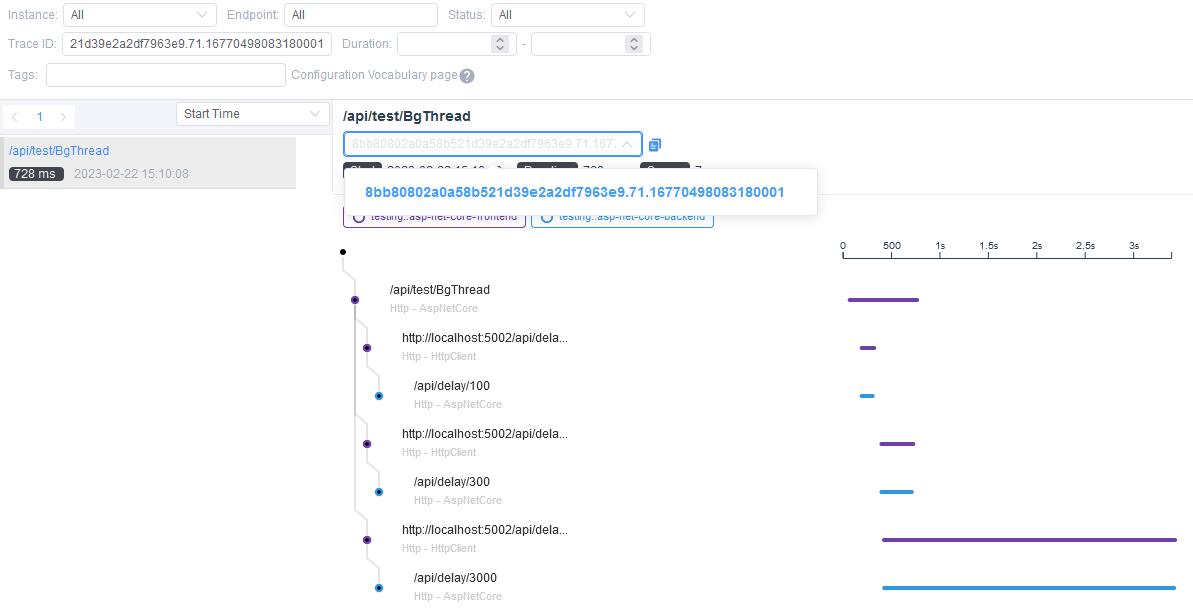 Instance: All Endpoint: All Status: All
Trace ID: 21d39e2a2df7963e9.71.16770498083180001 Duration: -
Tags: Configuration Vocabulary page ?
1 Start Time
/api/test/BgThread
728 ms 2023-02-22 15:10:08
/api/test/BgThread
8bb80802a0a58b521d39e2a2df7963e9.71.1677
8bb80802a0a58b521d39e2a2df7963e9.71.16770498083180001
testing::asp-net-core-frontend testing::asp-net-core-backend
0 500 1s 1.5s 2s 2.5s 3s
/api/test/BgThread
Http - AspNetCore
http://localhost:5002/api/dela...
Http - HttpClient
/api/delay/100
Http - AspNetCore
http://localhost:5002/api/dela...
Http - HttpClient
/api/delay/300
Http - AspNetCore
http://localhost:5002/api/dela...
Http - HttpClient
/api/delay/3000
Http - AspNetCore